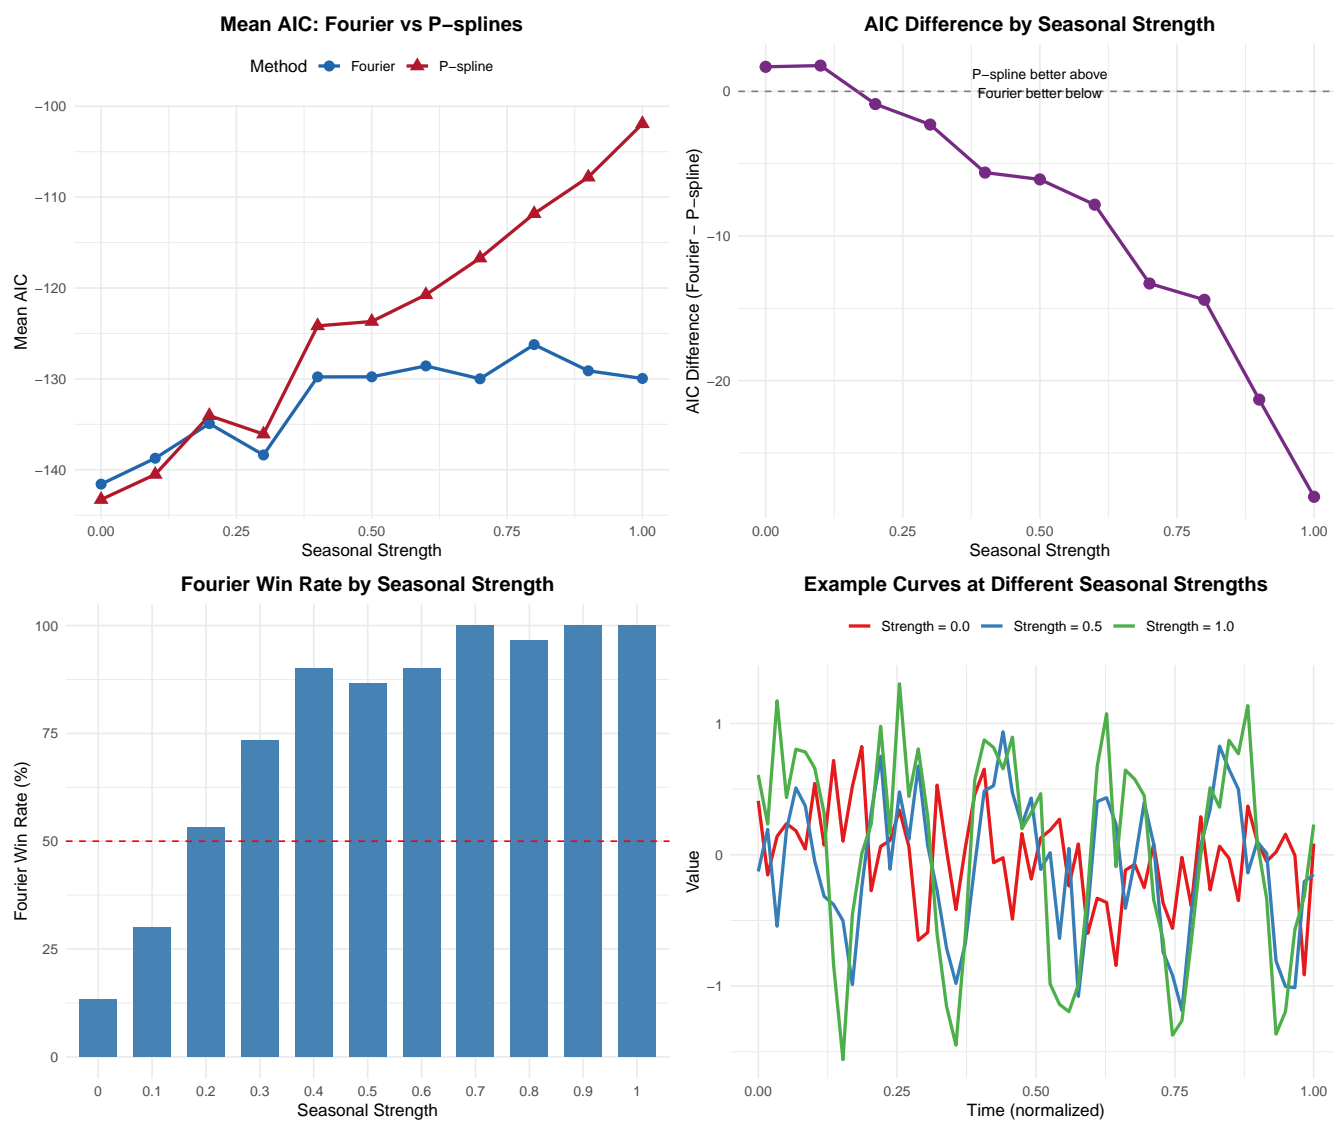 Mean AIC: Fourier vs P−splines
Method Fourier P−spline
−100
−110
−120
−130
−140
Mean AIC
0.00 0.25 0.50 0.75 1.00
Seasonal Strength
AIC Difference by Seasonal Strength
P−spline better above
Fourier better below
0
−10
−20
AIC Difference (Fourier − P−spline)
0.00 0.25 0.50 0.75 1.00
Seasonal Strength
Fourier Win Rate by Seasonal Strength
100
75
50
25
0
Fourier Win Rate (%)
0 0.1 0.2 0.3 0.4 0.5 0.6 0.7 0.8 0.9 1
Seasonal Strength
Example Curves at Different Seasonal Strengths
Strength = 0.0 Strength = 0.5 Strength = 1.0
1
0
−1
Value
0.00 0.25 0.50 0.75 1.00
Time (normalized)